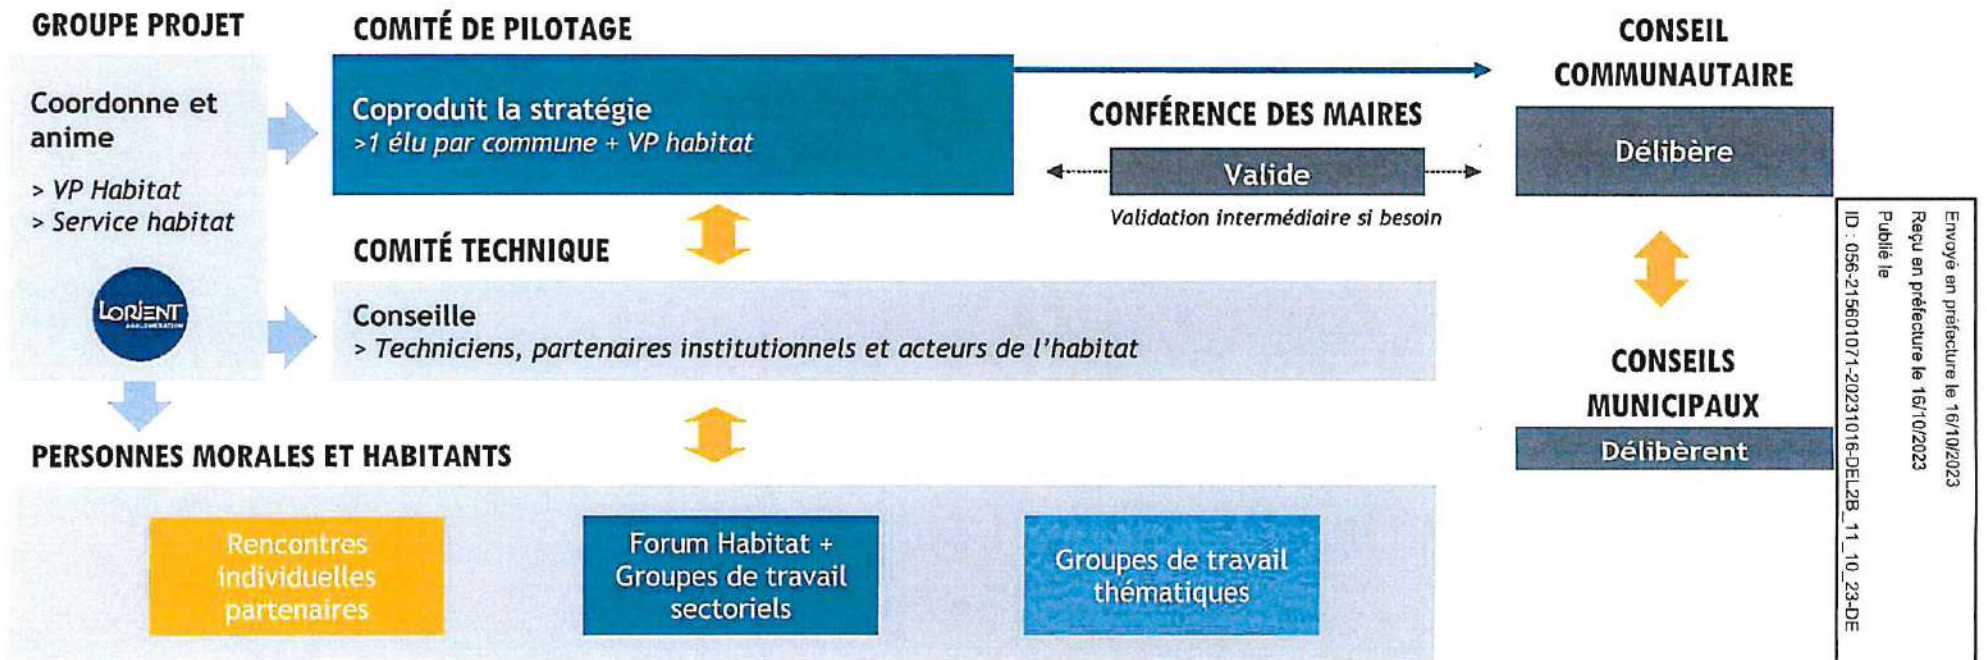 GROUPE PROJET
Coordonne et
anime
> VP Habitat
> Service habitat
LORIENT
AGGLOMÉRATION
COMITÉ DE PILOTAGE
Coproduit la stratégie
>1 élu par commune + VP habitat
CONFÉRENCE DES MAIRES
Valide
Validation intermédiaire si besoin
CONSEIL
COMMUNAUTAIRE
Délibère
COMITÉ TECHNIQUE
Conseille
> Techniciens, partenaires institutionnels et acteurs de l'habitat
CONSEILS
MUNICIPAUX
Délibèrent
PERSONNES MORALES ET HABITANTS
Rencontres
individuelles
partenaires
Forum Habitat +
Groupes de travail
sectoriels
Groupes de travail
thématiques
Envoyé en préfecture le 16/10/2023
Reçu en préfecture le 16/10/2023
Publié le
ID : 056-215601071-20231016-DEL2B_11_10_23-DE